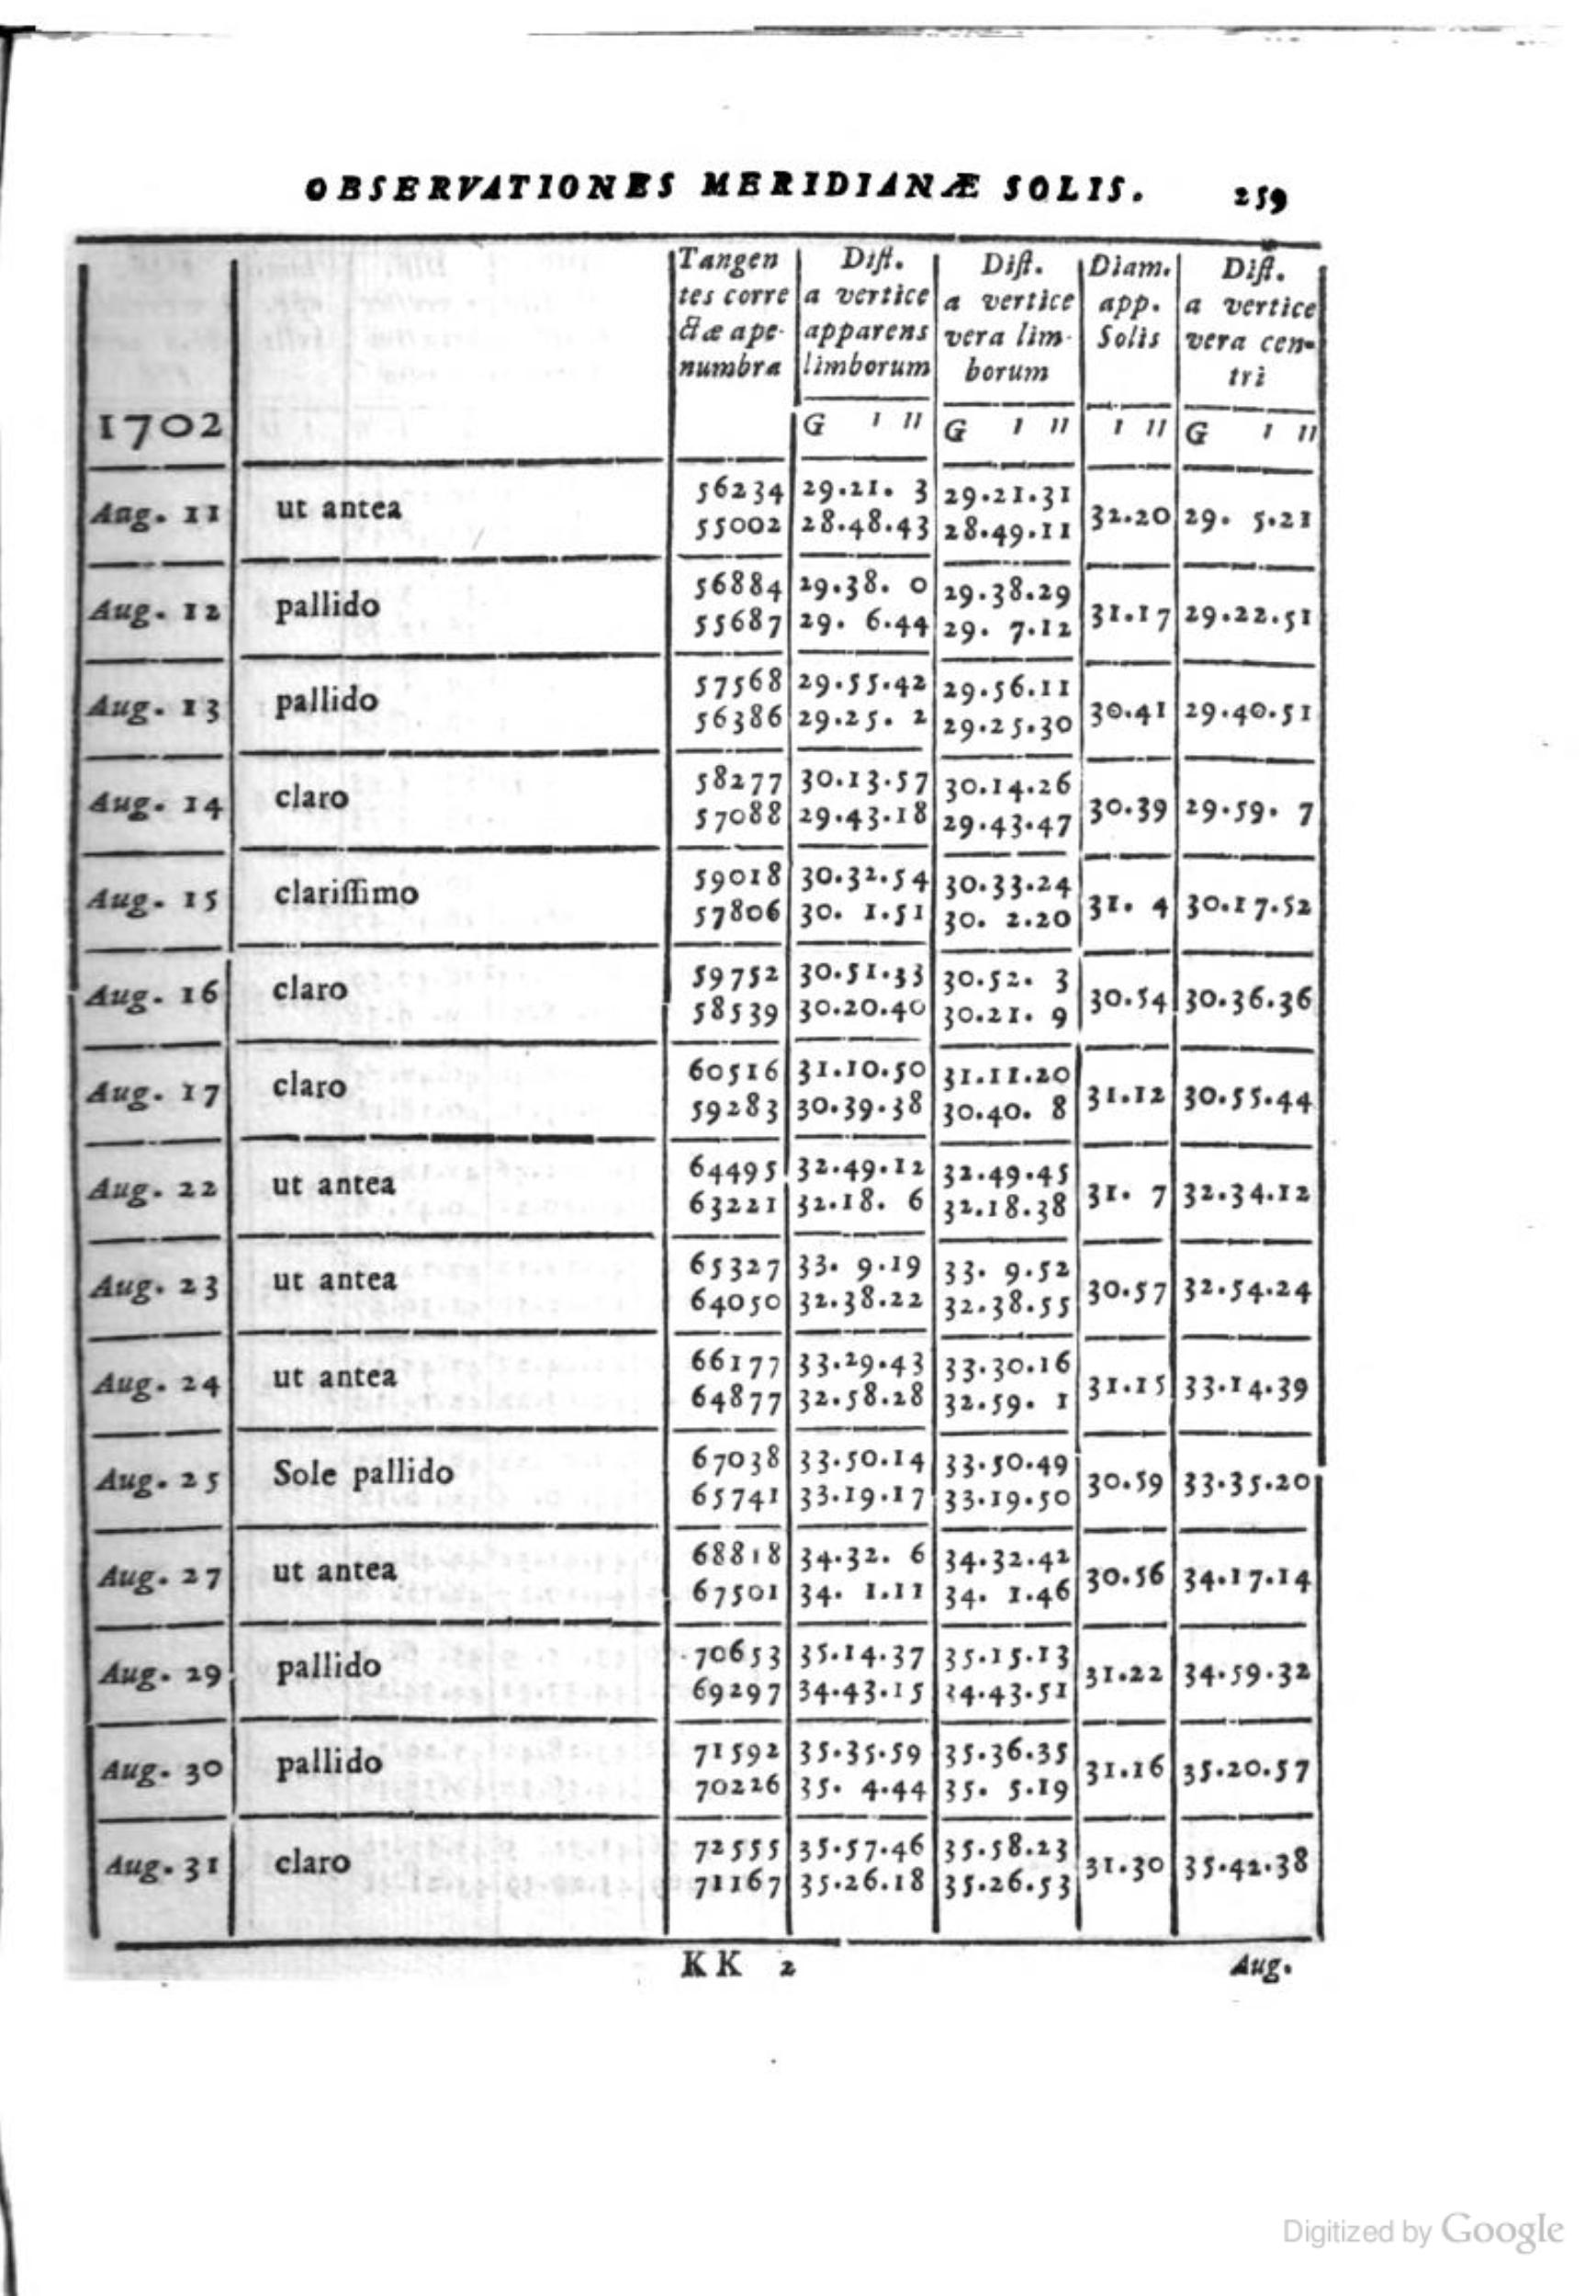 OBSERVATIONES MERIDIANÆ SOLIS. 259
1702
Tangen
tes corre
ctæ ape-
numbra
Dist.
a vertice
apparens
limborum
G I II
Dist.
a vertice
vera lim-
borum
G I II
Diam.
app.
Solis
I II
Dist.
a vertice
vera cen-
tri
G I II
Aug. 11 ut antea 56234 29.21. 3 29.21.31 32.20 29. 5.21
55002 28.48.43 28.49.11
Aug. 12 pallido 56884 29.38. 0 29.38.29 31.17 29.22.51
55687 29. 6.44 29. 7.12
Aug. 13 pallido 57568 29.55.42 29.56.11 30.41 29.40.51
56386 29.25. 2 29.25.30
Aug. 14 claro 58277 30.13.57 30.14.26 30.39 29.59. 7
57088 29.43.18 29.43.47
Aug. 15 clarissimo 59018 30.32.54 30.33.24 31. 4 30.17.52
57806 30. 1.51 30. 2.20
Aug. 16 claro 59752 30.51.33 30.52. 3 30.54 30.36.36
58539 30.20.40 30.21. 9
Aug. 17 claro 60516 31.10.50 31.11.20 31.12 30.55.44
59283 30.39.38 30.40. 8
Aug. 22 ut antea 64495 32.49.12 32.49.45 31. 7 32.34.12
63221 32.18. 6 32.18.38
Aug. 23 ut antea 65327 33. 9.19 33. 9.52 30.57 32.54.24
64050 32.38.22 32.38.55
Aug. 24 ut antea 66177 33.29.43 33.30.16 31.15 33.14.39
64877 32.58.28 32.59. 1
Aug. 25 Sole pallido 67038 33.50.14 33.50.49 30.59 33.35.20
65741 33.19.17 33.19.50
Aug. 27 ut antea 68818 34.32. 6 34.32.42 30.56 34.17.14
67501 34. 1.11 34. 1.46
Aug. 29 pallido 70653 35.14.37 35.15.13 31.22 34.59.32
69297 34.43.15 34.43.51
Aug. 30 pallido 71592 35.35.59 35.36.35 31.16 35.20.57
70226 35. 4.44 35. 5.19
Aug. 31 claro 72555 35.57.46 35.58.23 31.30 35.42.38
71167 35.26.18 35.26.53
KK 2 Aug.
Digitized by Google